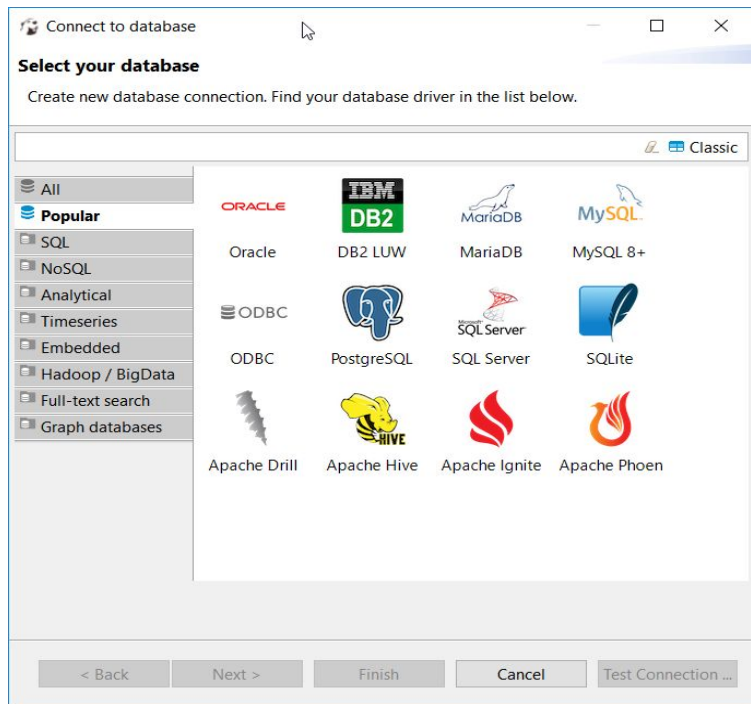 Connect to database
Select your database
Create new database connection. Find your database driver in the list below.
Classic
All
Popular
SQL
NoSQL
Analytical
Timeseries
Embedded
Hadoop / BigData
Full-text search
Graph databases
ORACLE IBM DB2 MariaDB MySQL
Oracle DB2 LUW MariaDB MySQL 8+
ODBC Microsoft SQL Server
ODBC PostgreSQL SQL Server SQLite
HIVE
Apache Drill Apache Hive Apache Ignite Apache Phoen
< Back Next > Finish Cancel Test Connection ...